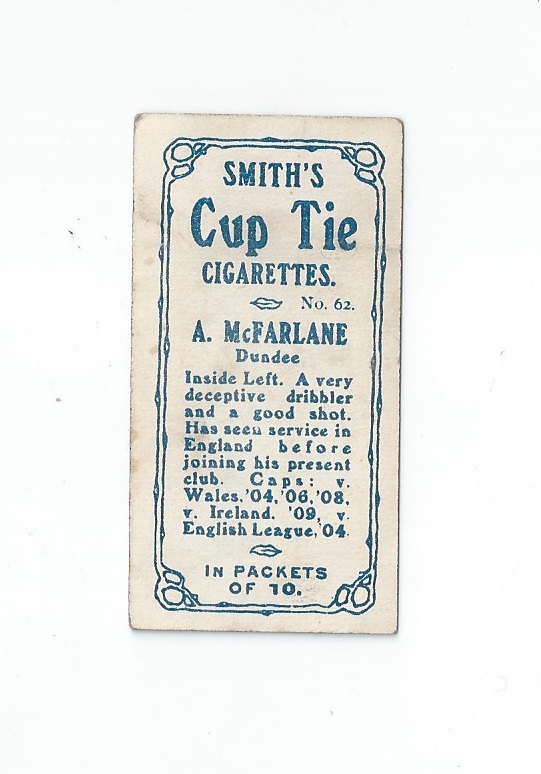 SMITH'S
Cup Tie
CIGARETTES.
No. 62.
A. McFARLANE
Dundee
Inside Left. A very
deceptive dribbler
and a good shot.
Has seen service in
England before
joining his present
club. Caps: v.
Wales,'04,'06,'08,
v. Ireland. '09, v.
English League,'04.
IN PACKETS
OF 10.